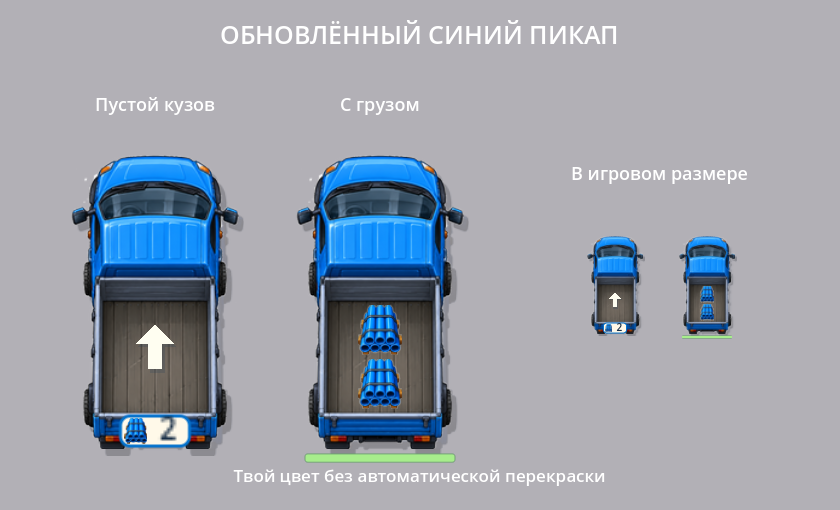 ОБНОВЛЁННЫЙ СИНИЙ ПИКАП
Пустой кузов
С грузом
В игровом размере
2
2
Твой цвет без автоматической перекраски